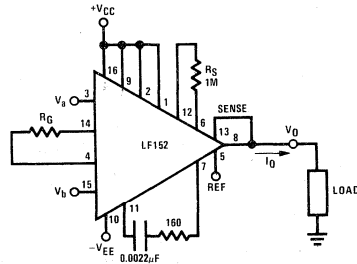 +VCC
16
9
2
1
12
RS
1M
6
SENSE
13
8
VO
IO
5
REF
LOAD
Va
3
RG
14
4
LF152
7
Vb
15
10
-VEE
11
160
0.0022μF